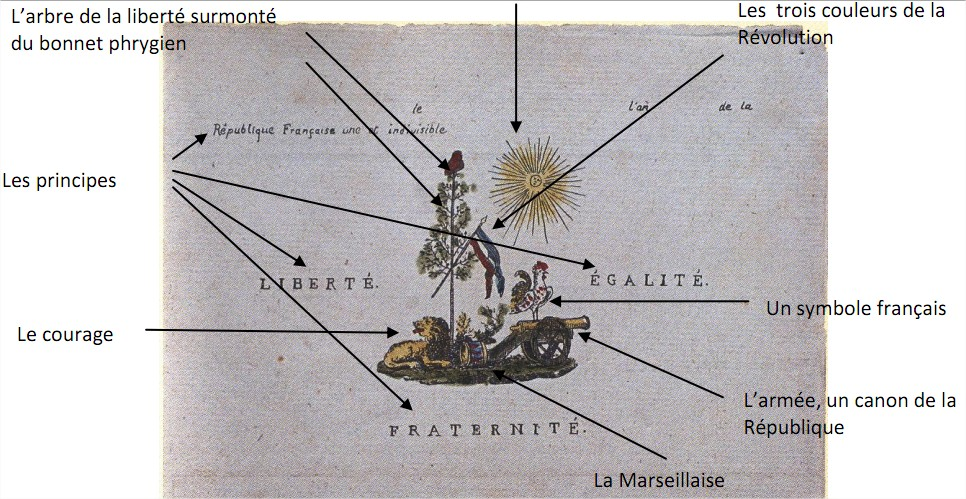 L’arbre de la liberté surmonté
du bonnet phrygien
Les trois couleurs de la
Révolution
le l'an de la
République Française une et indivisible
Les principes
LIBERTÉ.
ÉGALITÉ.
Un symbole français
Le courage
L’armée, un canon de la
République
FRATERNITÉ.
La Marseillaise